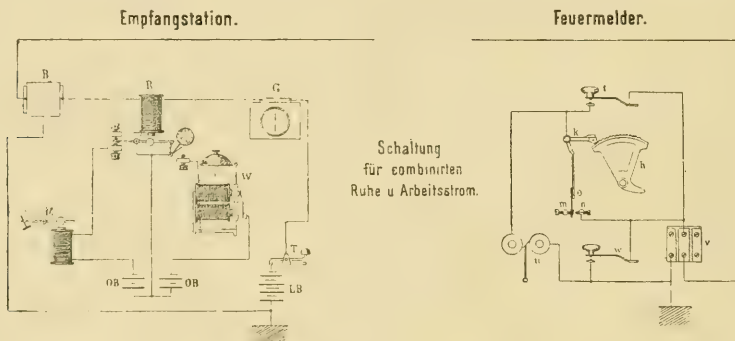 Empfangstation.
Feuermelder.
B
R
G
t
k
h
Schaltung
für combinirten
Ruhe u Arbeitsstrom.
W
g
m n
w
v
T
u
OB
OB
LB